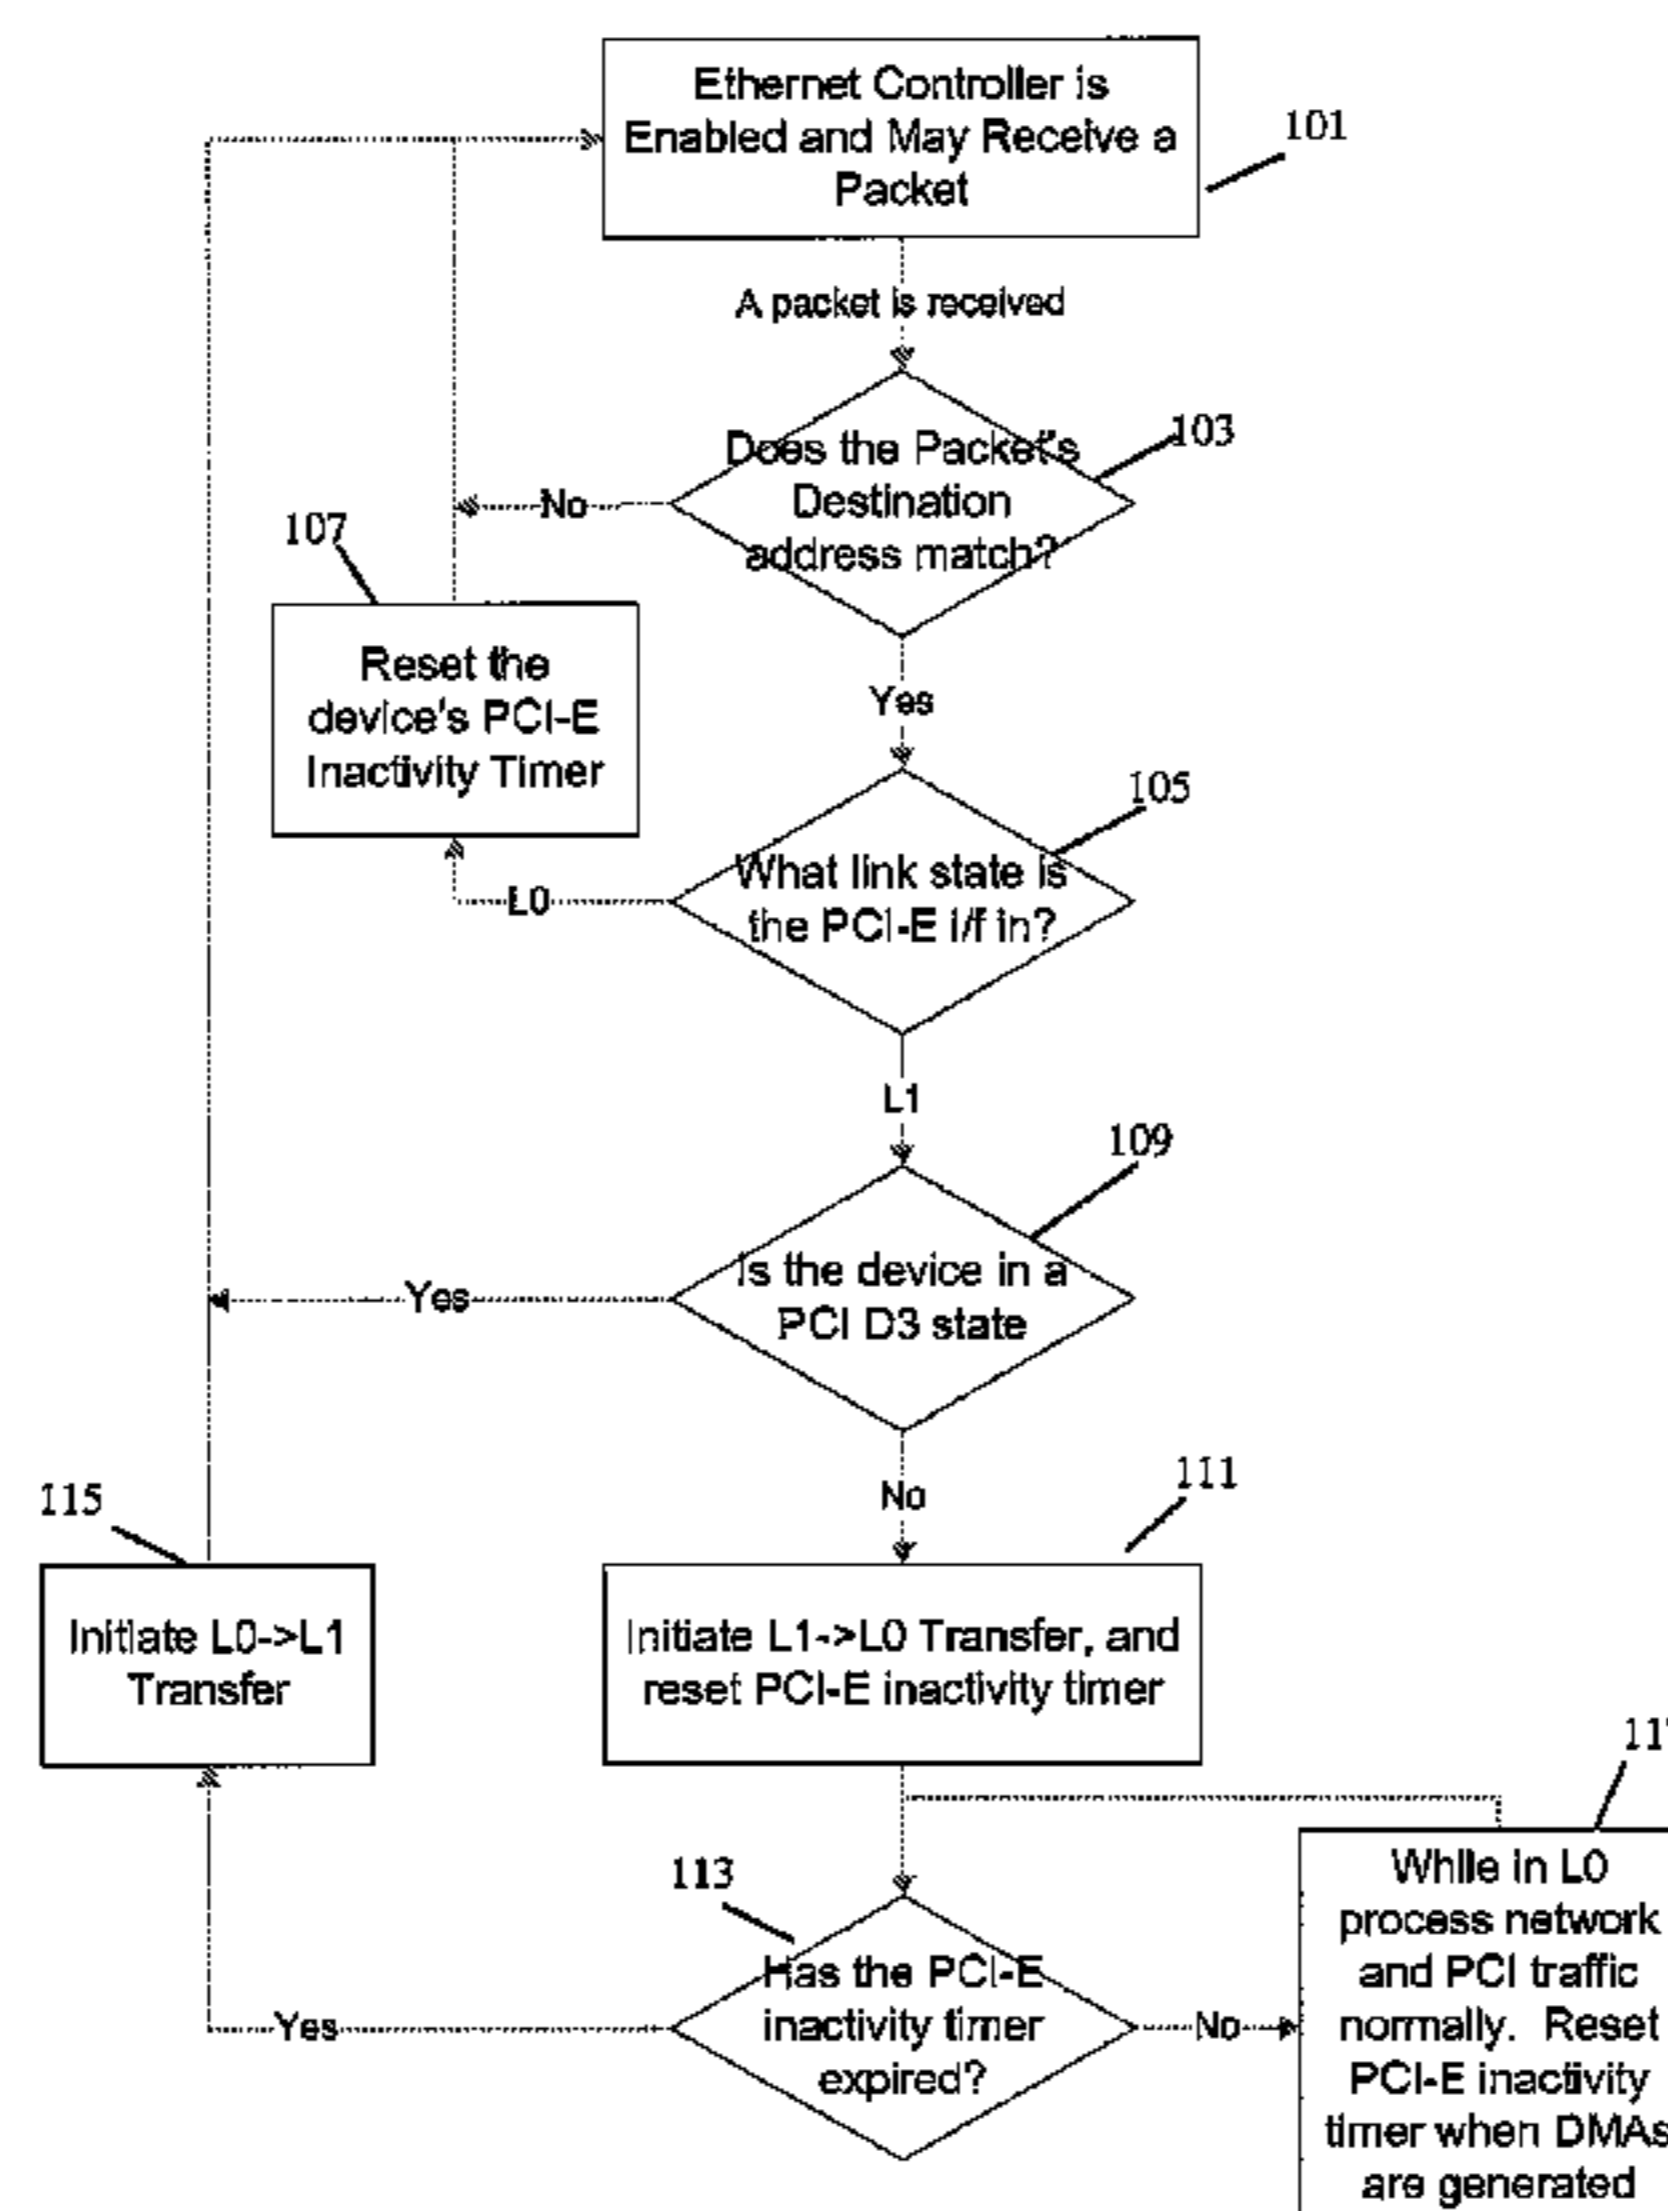 Ethernet Controller is
Enabled and May Receive a
Packet
101
A packet is received
Does the Packet's
Destination
address match?
103
No
107
Reset the
device's PCI-E
Inactivity Timer
Yes
105
What link state is
the PCI-E i/f in?
L0
L1
109
Is the device in a
PCI D3 state
Yes
No
111
115
Initiate L0->L1
Transfer
Initiate L1->L0 Transfer, and
reset PCI-E inactivity timer
113
Has the PCI-E
inactivity timer
expired?
Yes
No
While in L0
process network
and PCI traffic
normally. Reset
PCI-E inactivity
timer when DMAs
are generated